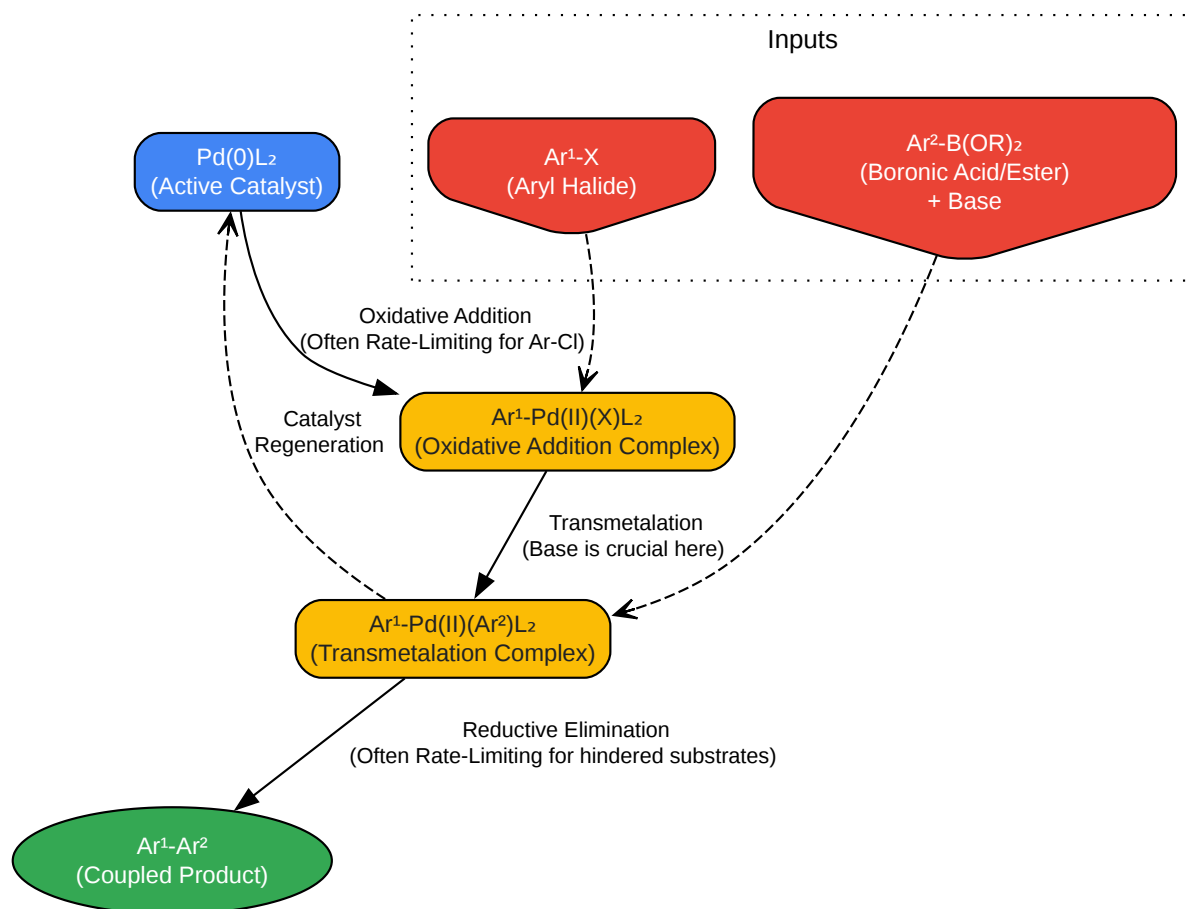 Inputs
Pd(0)L₂
(Active Catalyst)
Ar¹-X
(Aryl Halide)
Ar²-B(OR)₂
(Boronic Acid/Ester)
+ Base
Oxidative Addition
(Often Rate-Limiting for Ar-Cl)
Catalyst
Regeneration
Ar¹-Pd(II)(X)L₂
(Oxidative Addition Complex)
Transmetalation
(Base is crucial here)
Ar¹-Pd(II)(Ar²)L₂
(Transmetalation Complex)
Reductive Elimination
(Often Rate-Limiting for hindered substrates)
Ar¹-Ar²
(Coupled Product)